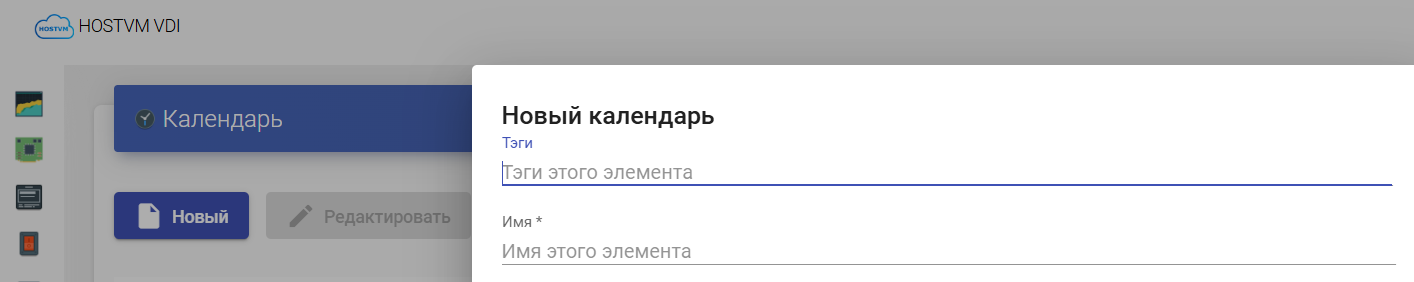 HOSTVM HOSTVM VDI
Календарь
Новый
Редактировать
Новый календарь
Тэги
Тэги этого элемента
Имя *
Имя этого элемента